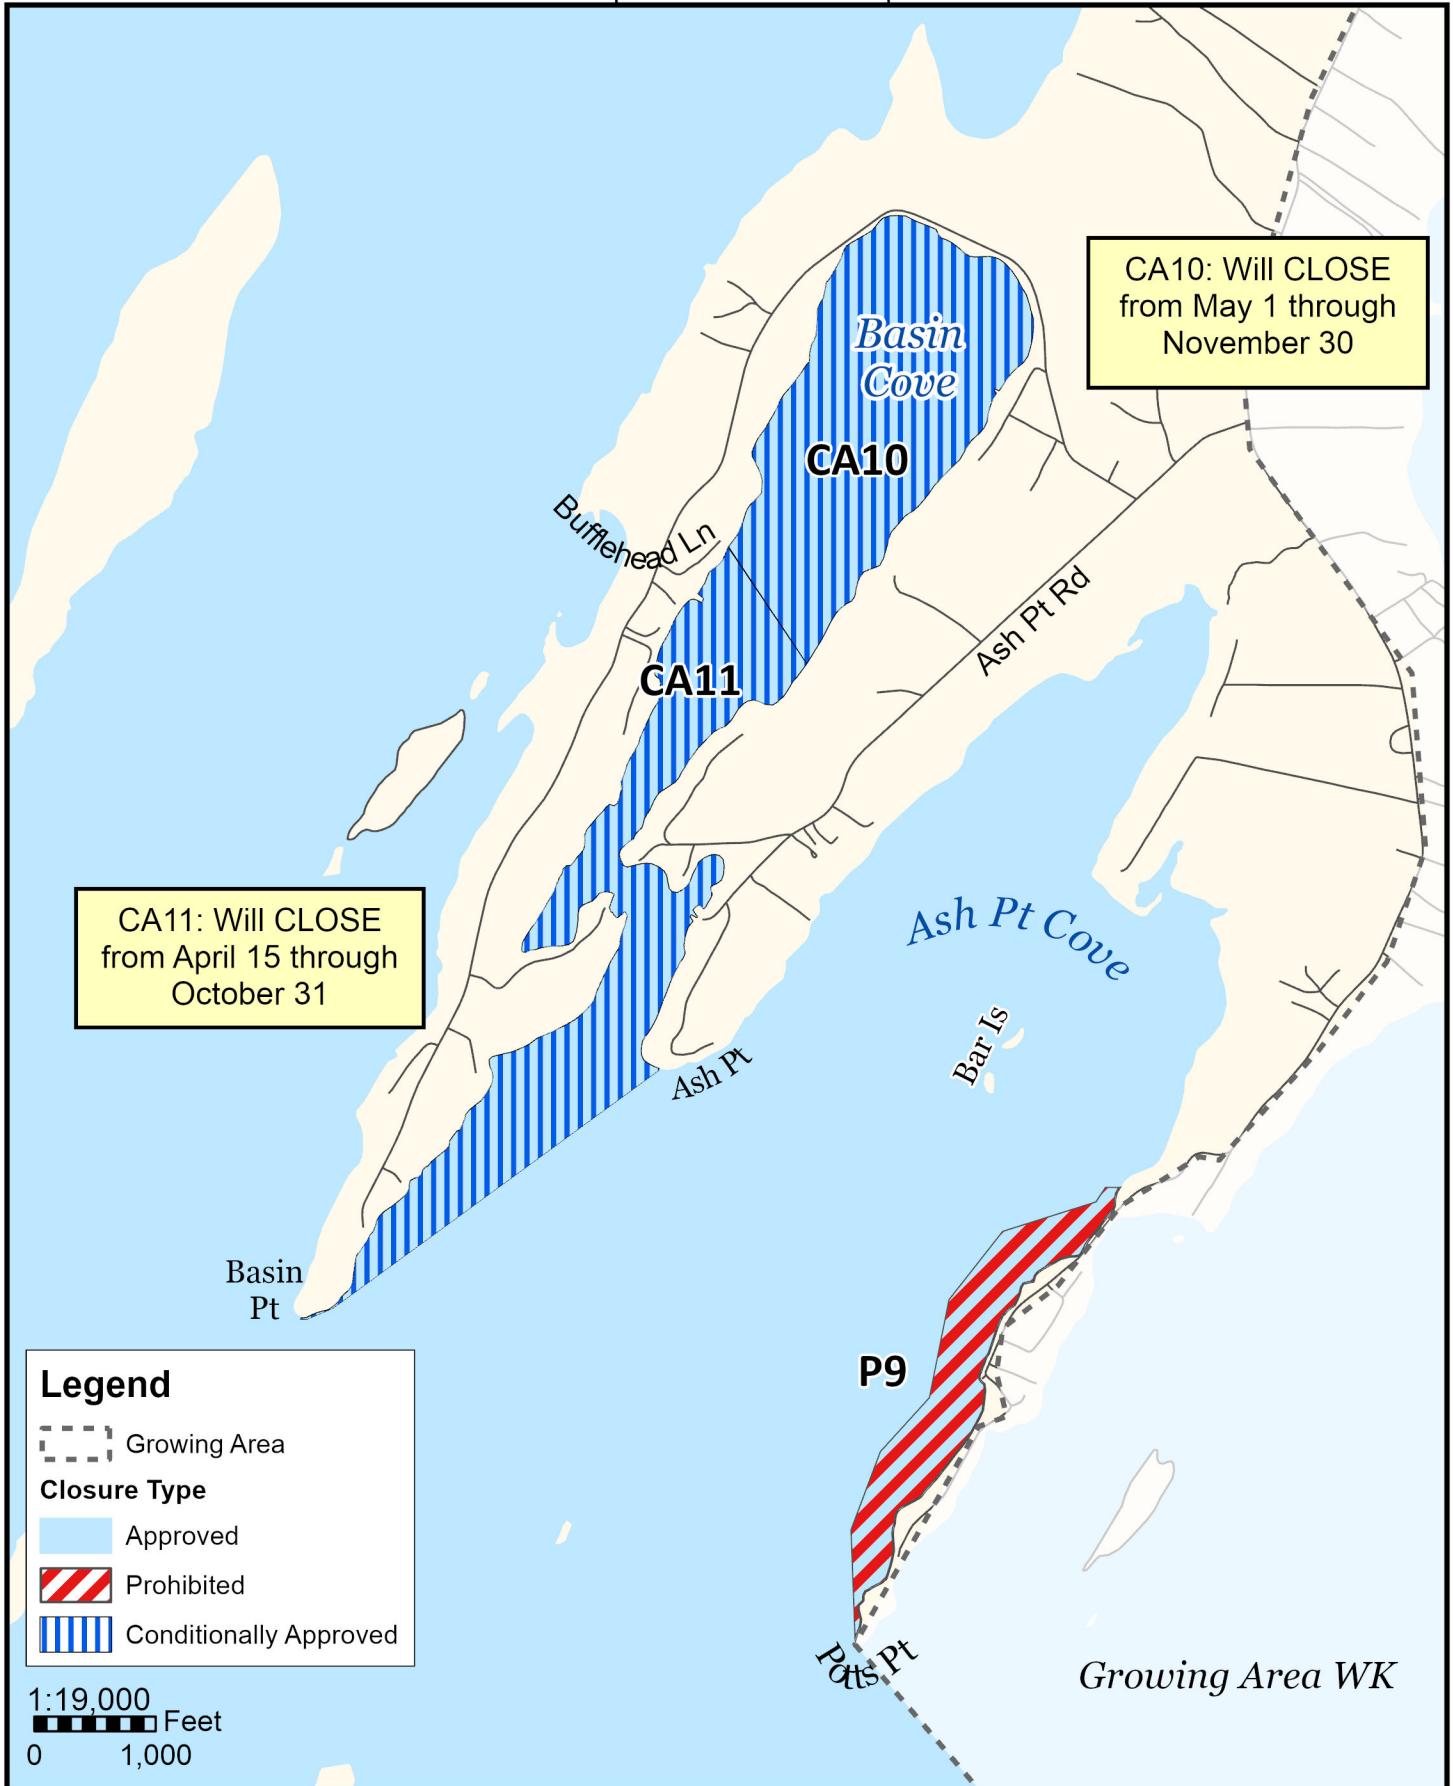 CA10: Will CLOSE
from May 1 through
November 30
Basin
Cove
CA10
Bufflehead Ln
Ash Pt Rd
CA11
CA11: Will CLOSE
from April 15 through
October 31
Ash Pt Cove
Bar Is
Ash Pt
Basin
Pt
P9
Potts Pt
Growing Area WK
Legend
Growing Area
Closure Type
Approved
Prohibited
Conditionally Approved
1:19,000
Feet
0 1,000